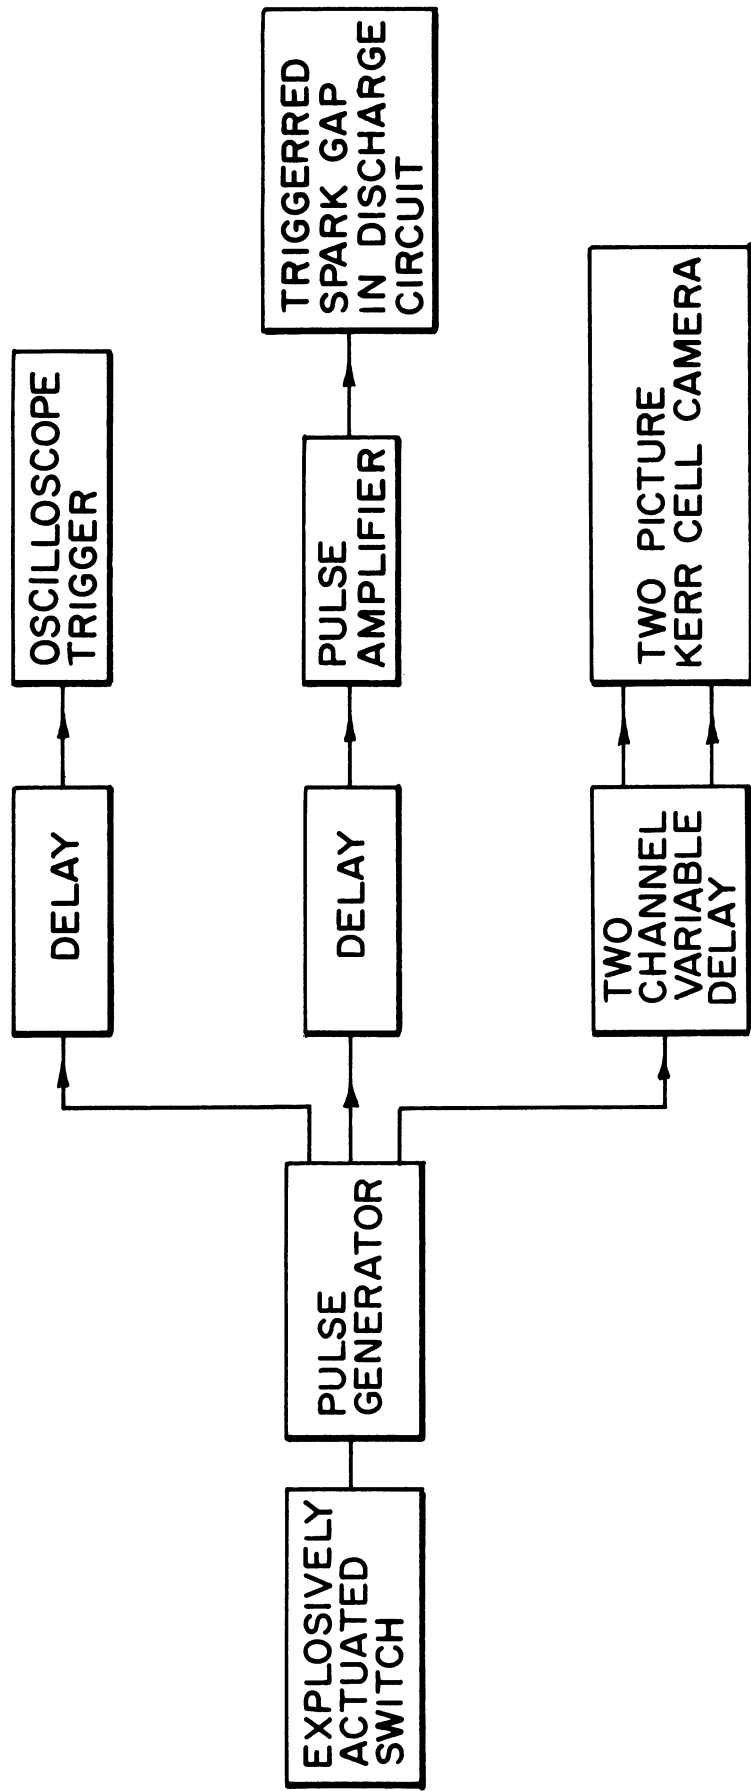 EXPLOSIVELY
ACTUATED
SWITCH
PULSE
GENERATOR
DELAY
OSCILLOSCOPE
TRIGGER
DELAY
PULSE
AMPLIFIER
TRIGGERRED
SPARK GAP
IN DISCHARGE
CIRCUIT
TWO
CHANNEL
VARIABLE
DELAY
TWO PICTURE
KERR CELL CAMERA